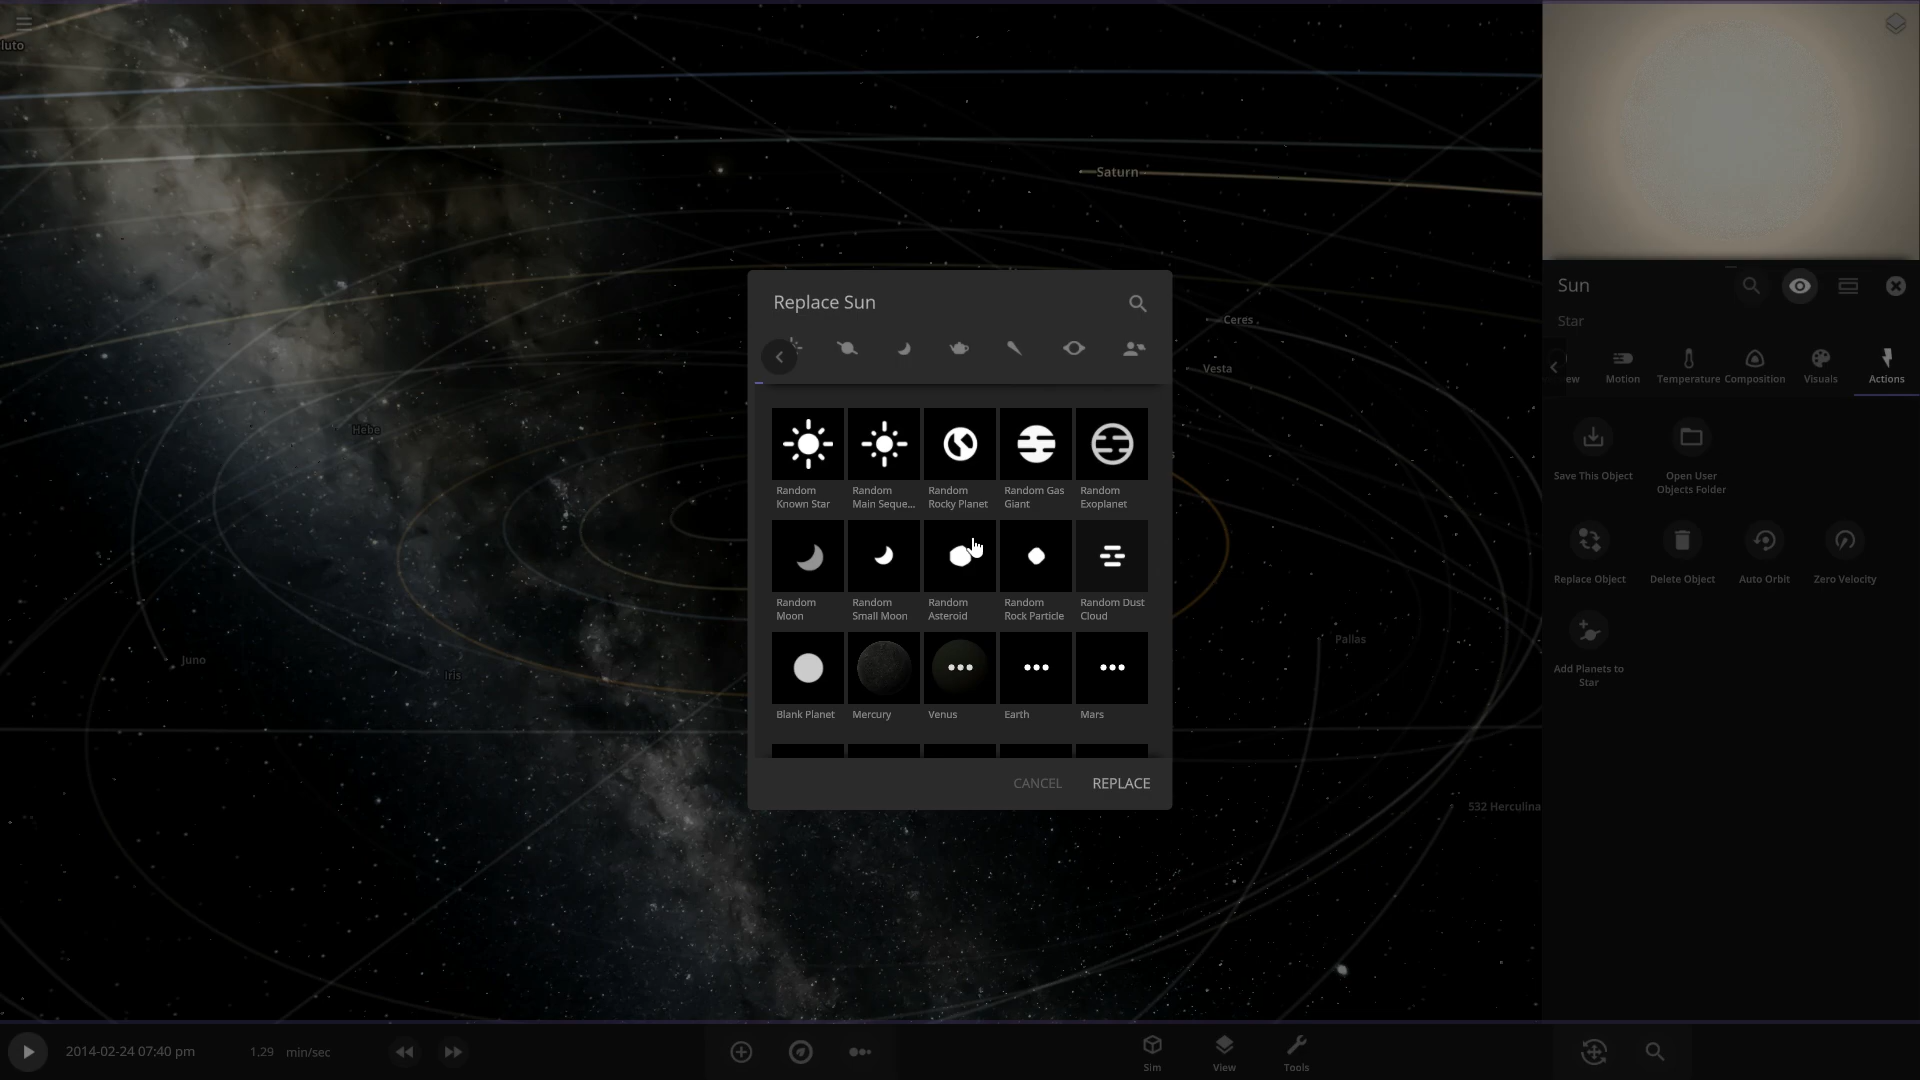 luto
Saturn
Hebe
Juno
Iris
Ceres
Vesta
s
Pallas
532 Herculina
Replace Sun
Random
Known Star
Random
Main Seque...
Random
Rocky Planet
Random Gas
Giant
Random
Exoplanet
Random
Moon
Random
Small Moon
Random
Asteroid
Random
Rock Particle
Random Dust
Cloud
Blank Planet
Mercury
Venus
Earth
Mars
CANCEL
REPLACE
Sun
Star
ew
Motion
Temperature
Composition
Visuals
Actions
Save This Object
Open User
Objects Folder
Replace Object
Delete Object
Auto Orbit
Zero Velocity
Add Planets to
Star
2014-02-24 07:40 pm
1,29 min/sec
Sim
View
Tools